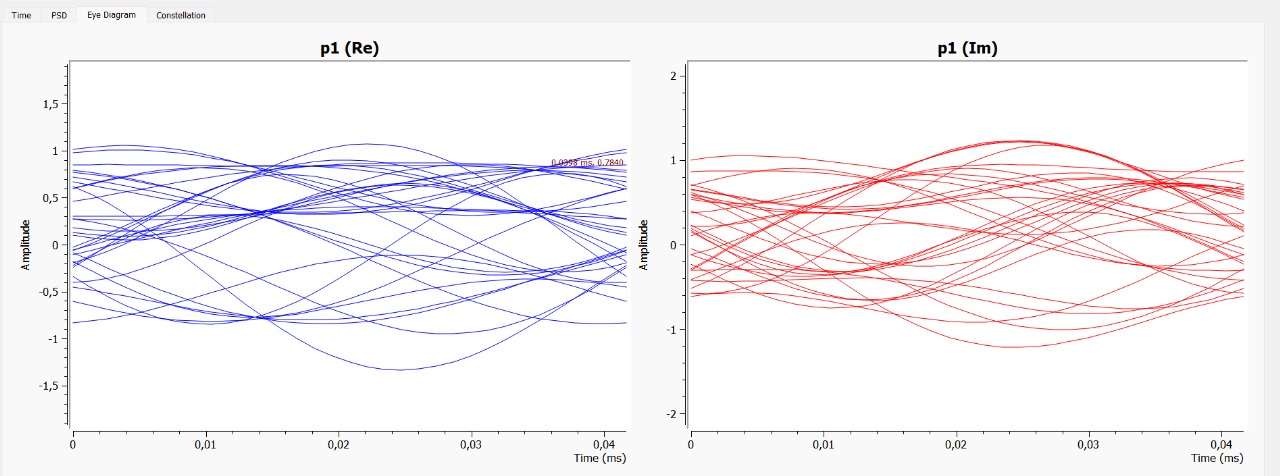 Time PSD Eye Diagram Constellation
p1 (Re)
1,5
1
0,5
0
-0,5
-1
-1,5
Amplitude
0,0398 ms, 0.7840
0 0,01 0,02 0,03 0,04
Time (ms)
p1 (Im)
2
1
0
-1
-2
Amplitude
0 0,01 0,02 0,03 0,04
Time (ms)